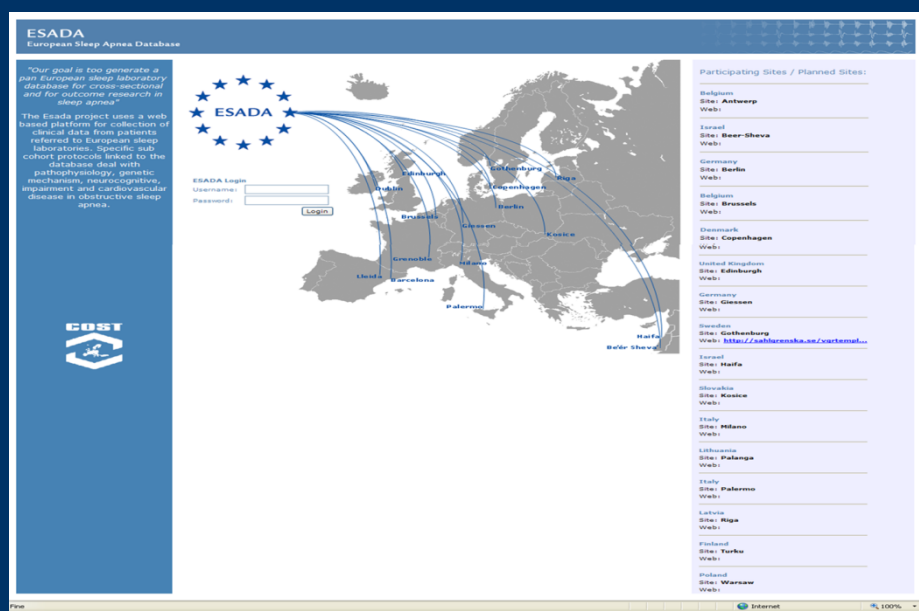 ESADA
European Sleep Apnea Database
"Our goal is too generate a
pan European sleep laboratory
database for cross-sectional
and for outcome research in
sleep apnea"
The Esada project uses a web
based platform for collection of
clinical data from patients
referred to European sleep
laboratories. Specific sub
cohort protocols linked to the
database deal with
pathophysiology, genetic
mechanism, neurocognitive,
impairment and cardiovascular
disease in obstructive sleep
apnea.
COST
ESADA
ESADA Login
Username:
Password:
Login
Gothenburg
Edinburgh
Riga
Dublin
Copenhagen
Berlin
Brussels
Giessen
Kosice
Grenoble
Milano
Lleida
Barcelona
Palermo
Haifa
Be'ér Sheva
Participating Sites / Planned Sites:
Belgium
Site: Antwerp
Web:
Israel
Site: Beer-Sheva
Web:
Germany
Site: Berlin
Web:
Belgium
Site: Brussels
Web:
Denmark
Site: Copenhagen
Web:
United Kingdom
Site: Edinburgh
Web:
Germany
Site: Giessen
Web:
Sweden
Site: Gothenburg
Web: http://sahlgrenska.se/vgrtempl...
Israel
Site: Haifa
Web:
Slovakia
Site: Kosice
Web:
Italy
Site: Milano
Web:
Lithuania
Site: Palanga
Web:
Italy
Site: Palermo
Web:
Latvia
Site: Riga
Web:
Finland
Site: Turku
Web:
Poland
Site: Warsaw
Web:
Fine
Internet
100%